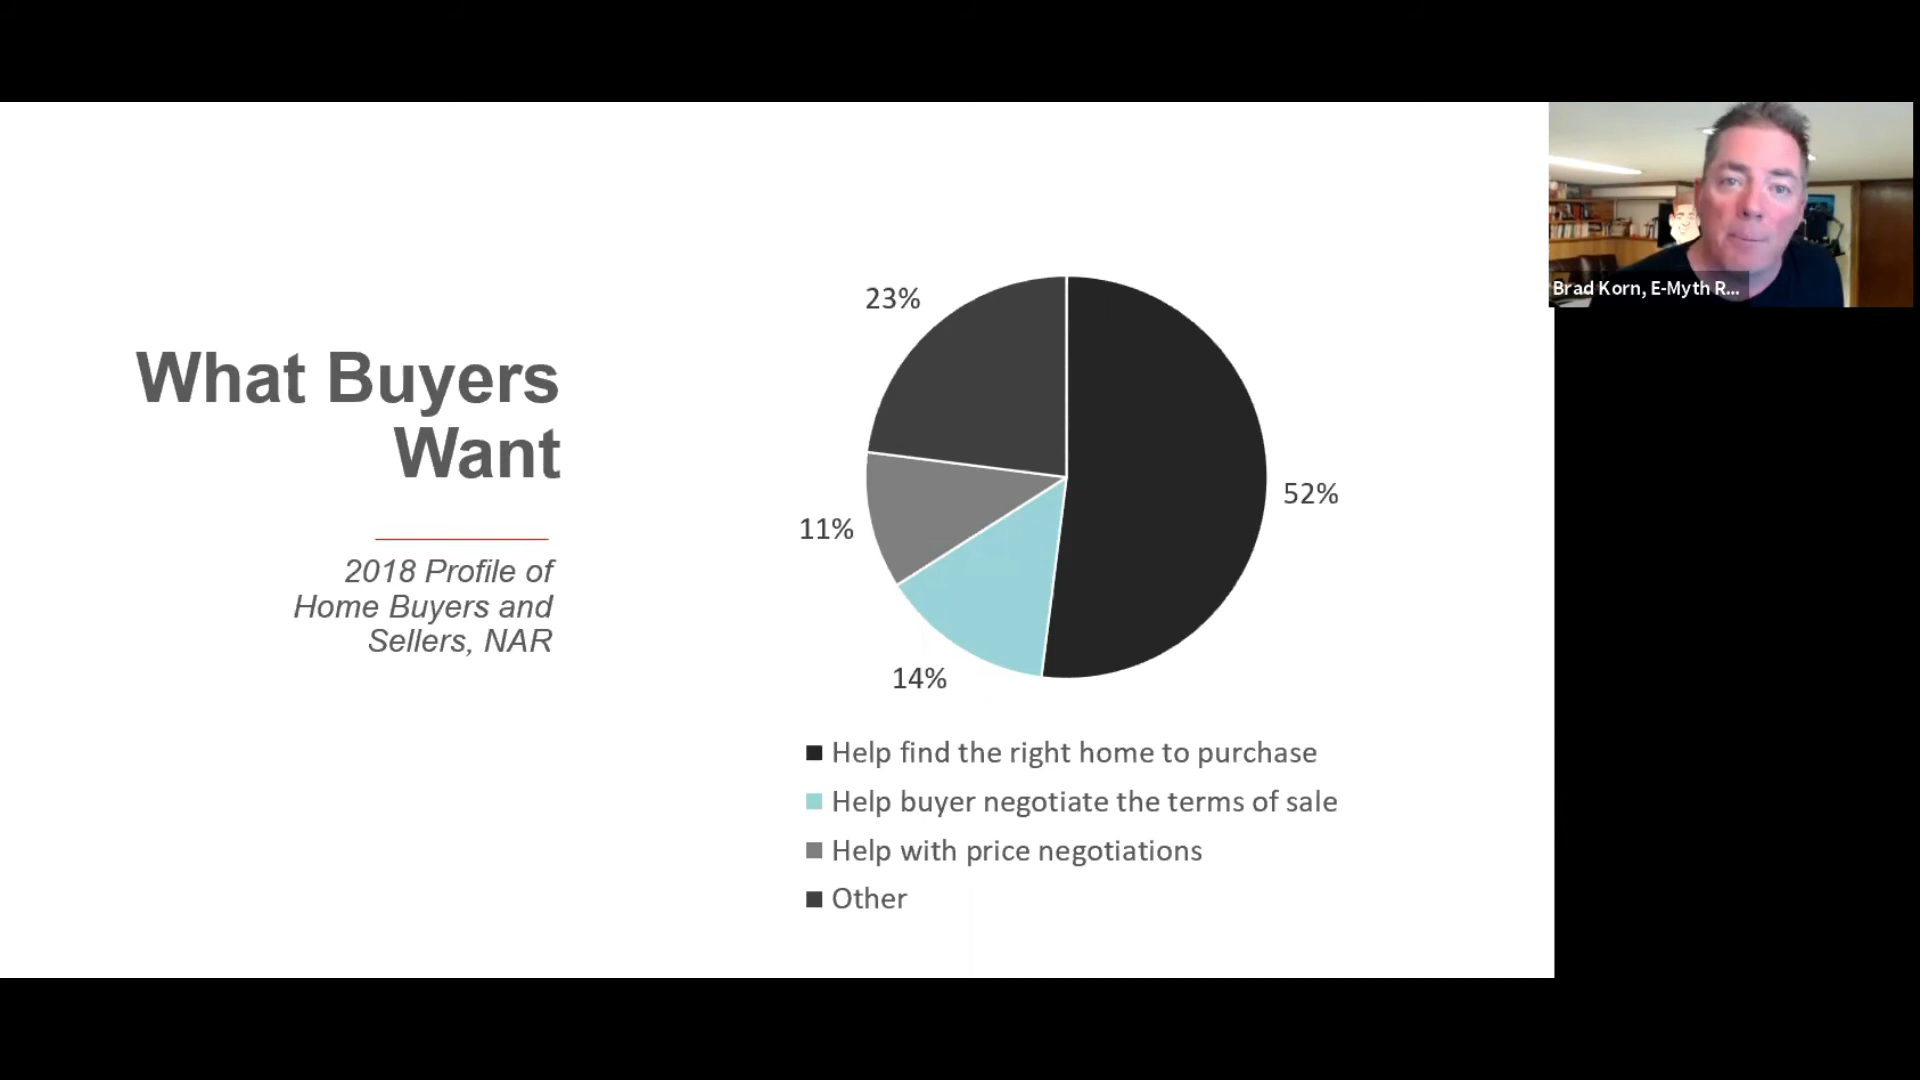 What Buyers
Want
2018 Profile of
Home Buyers and
Sellers, NAR
23%
52%
11%
14%
Help find the right home to purchase
Help buyer negotiate the terms of sale
Help with price negotiations
Other
Brad Korn, E-Myth R...